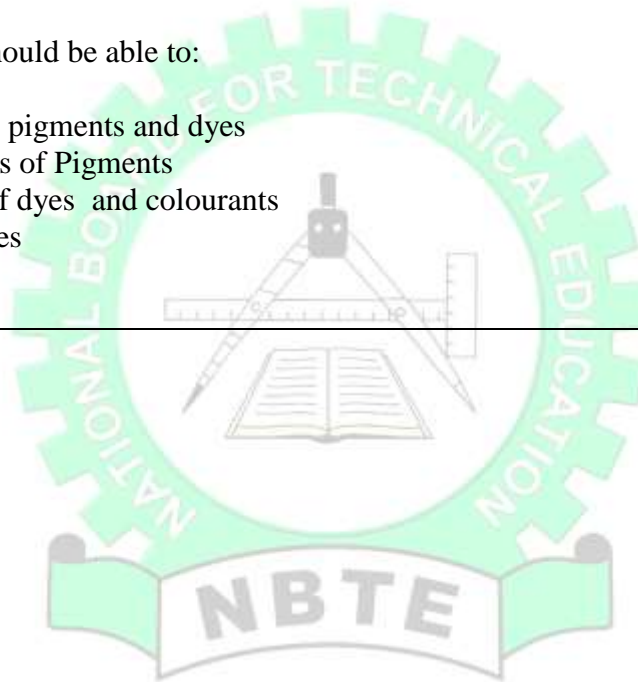 ould be able to:
pigments and dyes
s of Pigments
f dyes and colourants
es
NATIONAL BOARD FOR TECHNICAL EDUCATION
NBTE